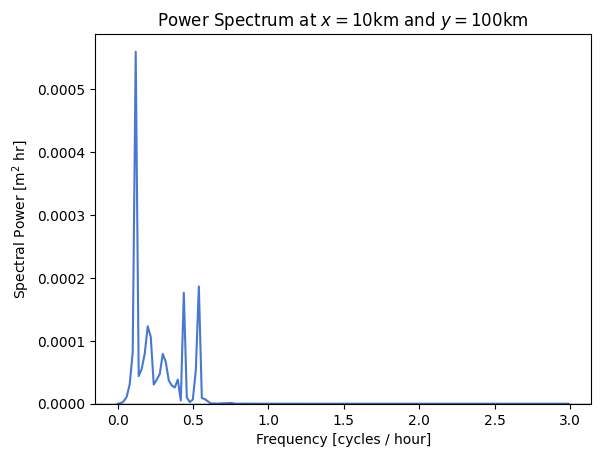 Power Spectrum at x = 10km and y = 100km
Spectral Power [m² hr]
0.0005
0.0004
0.0003
0.0002
0.0001
0.0000
0.0 0.5 1.0 1.5 2.0 2.5 3.0
Frequency [cycles / hour]